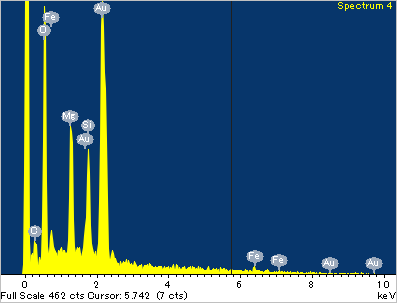 Spectrum 4
Au
Fe
O
Mg
Si
Au
C
Fe
Fe
Au
Au
0 2 4 6 8 10
Full Scale 462 cts Cursor: 5.742 (7 cts) keV